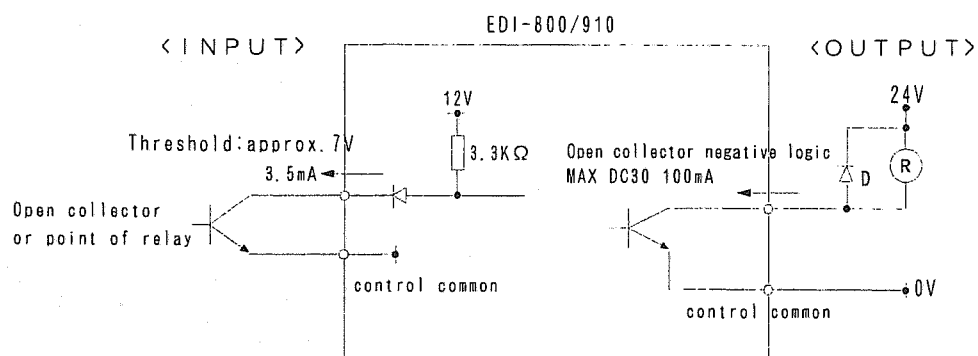 EDI-800/910
<INPUT>
<OUTPUT>
12V
24V
Threshold:approx. 7V
3.5mA
3.3KΩ
Open collector negative logic
MAX DC30 100mA
D
R
Open collector
or point of relay
control common
0V
control common